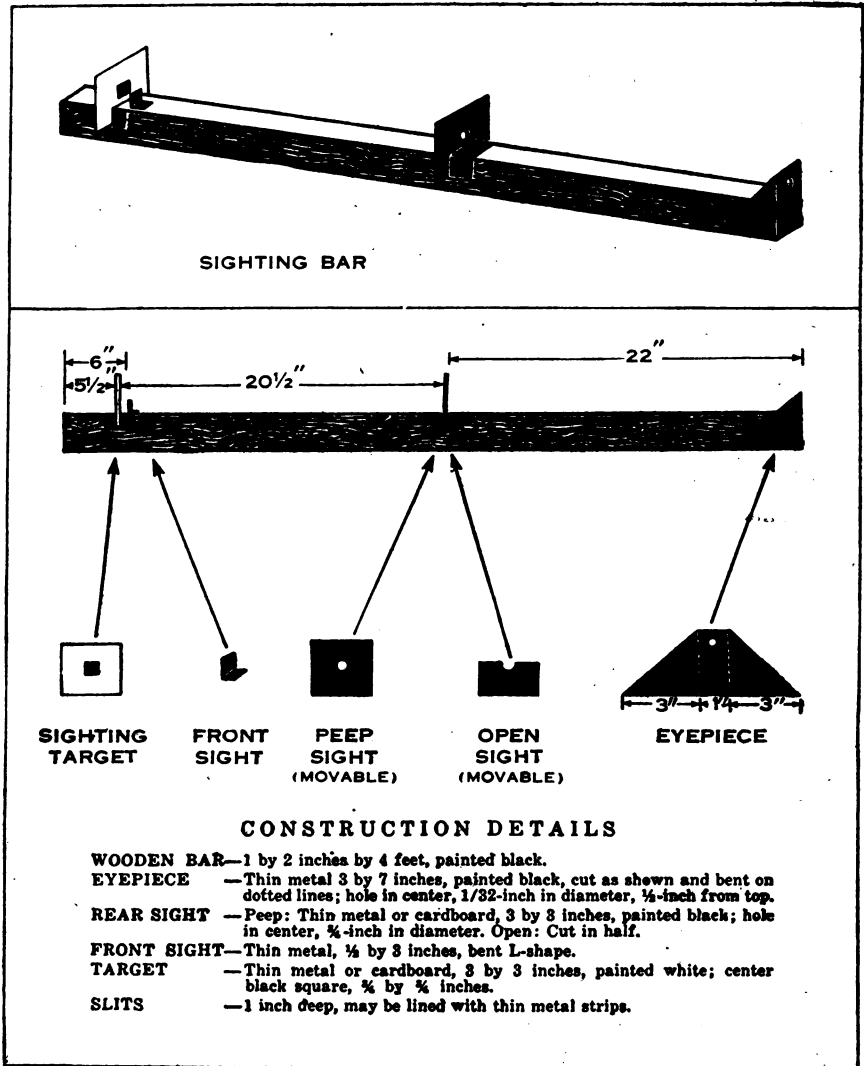 SIGHTING BAR
6"
5½"
20½"
22"
3" 1¼ 3"
SIGHTING TARGET
FRONT SIGHT
PEEP SIGHT (MOVABLE)
OPEN SIGHT (MOVABLE)
EYEPIECE
CONSTRUCTION DETAILS
WOODEN BAR—1 by 2 inches by 4 feet, painted black.
EYEPIECE —Thin metal 3 by 7 inches, painted black, cut as shown and bent on
dotted lines; hole in center, 1/32-inch in diameter, ½-inch from top.
REAR SIGHT —Peep: Thin metal or cardboard, 3 by 3 inches, painted black; hole
in center, ¾-inch in diameter. Open: Cut in half.
FRONT SIGHT—Thin metal, ½ by 3 inches, bent L-shape.
TARGET —Thin metal or cardboard, 3 by 3 inches, painted white; center
black square, ¾ by ¾ inches.
SLITS —1 inch deep, may be lined with thin metal strips.